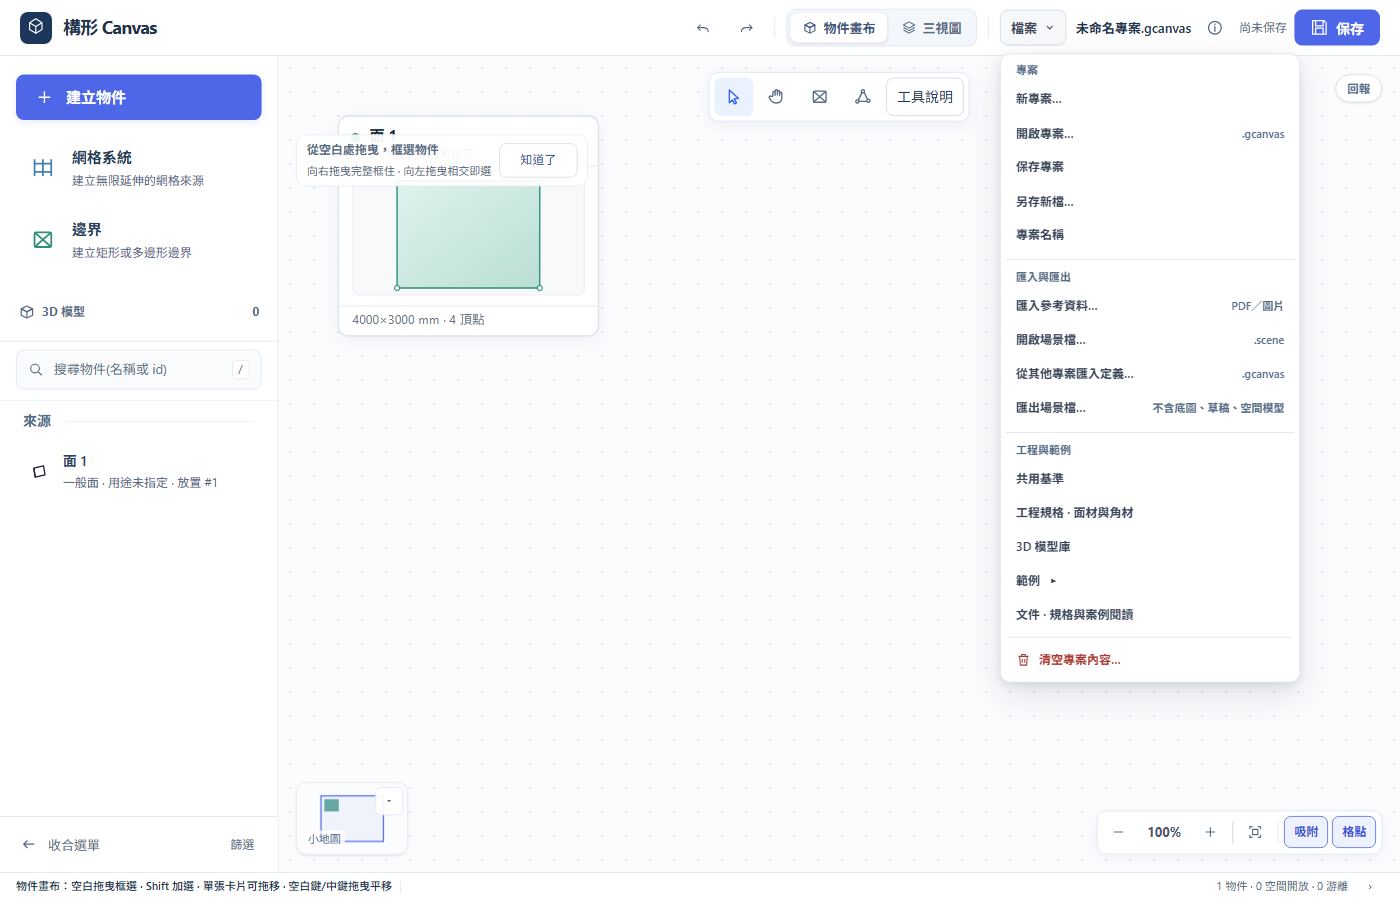 構形 Canvas
物件畫布
三視圖
檔案
未命名專案.gcanvas
尚未保存
保存
建立物件
網格系統
建立無限延伸的網格來源
邊界
建立矩形或多邊形邊界
3D 模型
0
搜尋物件(名稱或 id)
/
來源
面 1
一般面 · 用途未指定 · 放置 #1
收合選單
篩選
工具說明
回報
面 1
從空白處拖曳，框選物件
向右拖曳完整框住 · 向左拖曳相交即選
知道了
4000×3000 mm · 4 頂點
專案
新專案...
開啟專案...
.gcanvas
保存專案
另存新檔...
專案名稱
匯入與匯出
匯入參考資料...
PDF／圖片
開啟場景檔...
.scene
從其他專案匯入定義...
.gcanvas
匯出場景檔...
不含底圖、草稿、空間模型
工程與範例
共用基準
工程規格 · 面材與角材
3D 模型庫
範例
文件 · 規格與案例閱讀
清空專案內容...
小地圖
100%
吸附
格點
物件畫布：空白拖曳框選 · Shift 加選 · 單張卡片可拖移 · 空白鍵/中鍵拖曳平移
1 物件 · 0 空間開放 · 0 游離